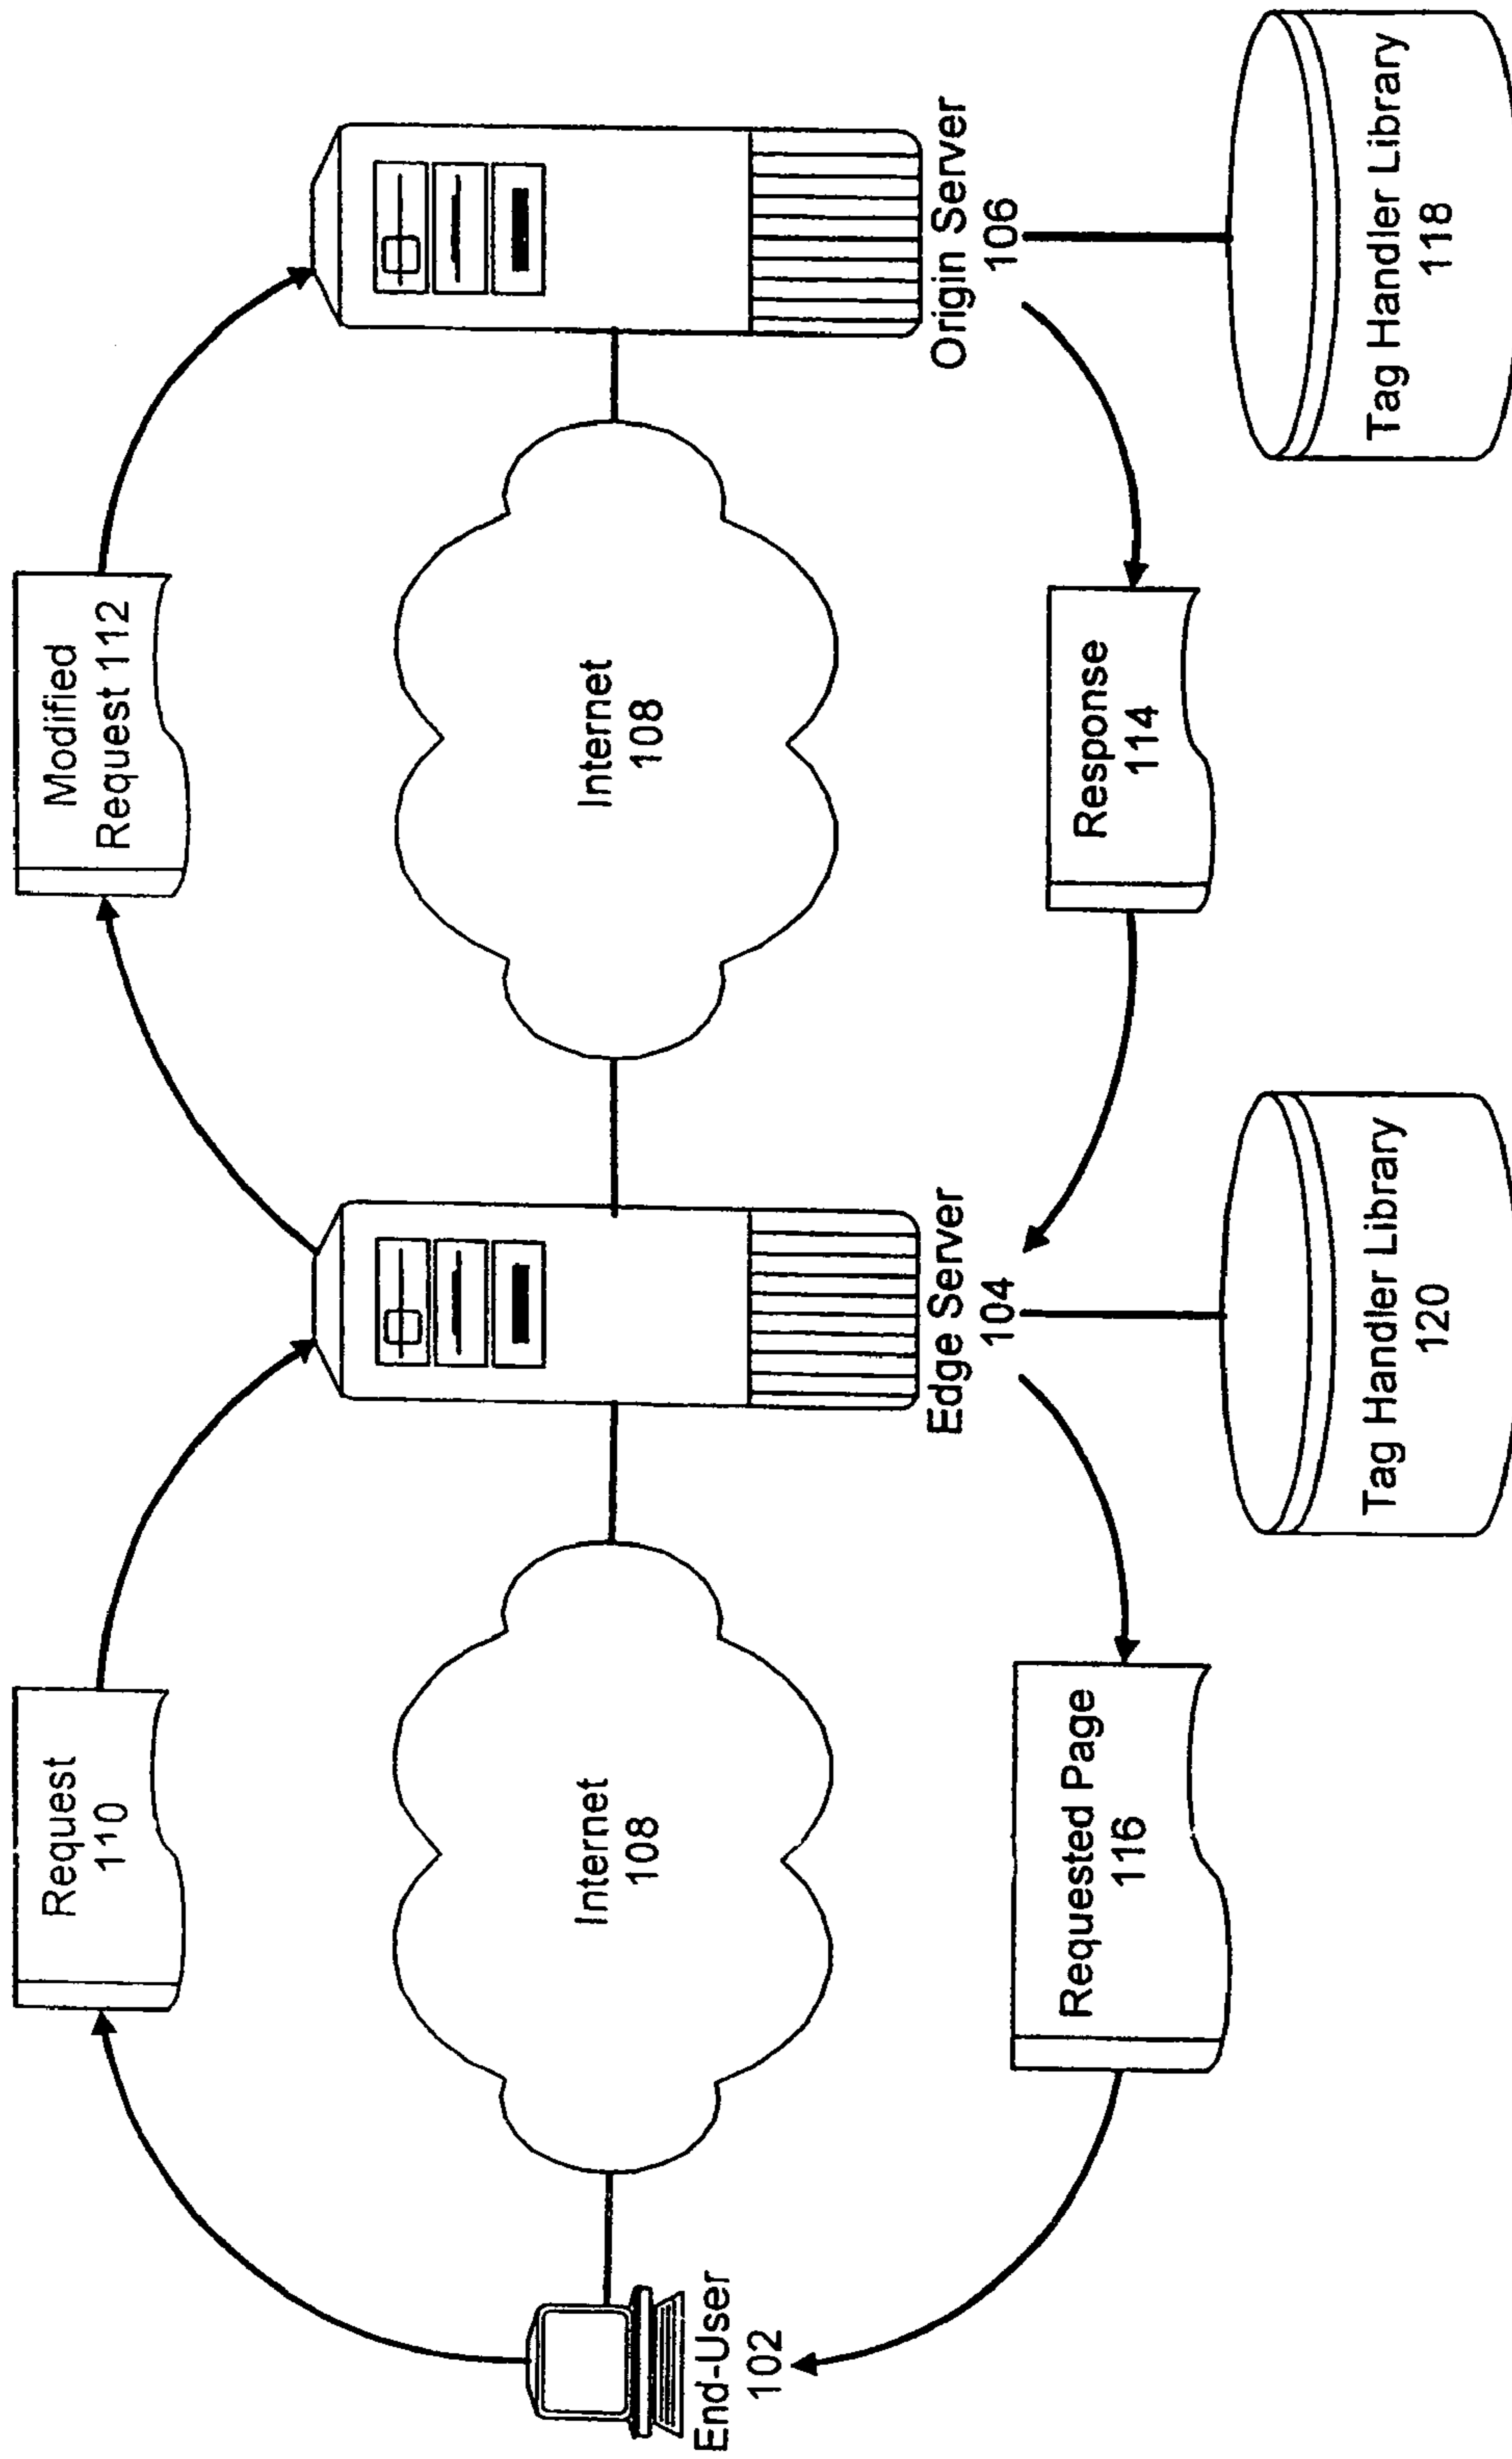 Request
110
Modified
Request 112
Internet
108
Internet
108
End-User
102
Edge Server
104
Origin Server
106
Requested Page
116
Response
114
Tag Handler Library
120
Tag Handler Library
118